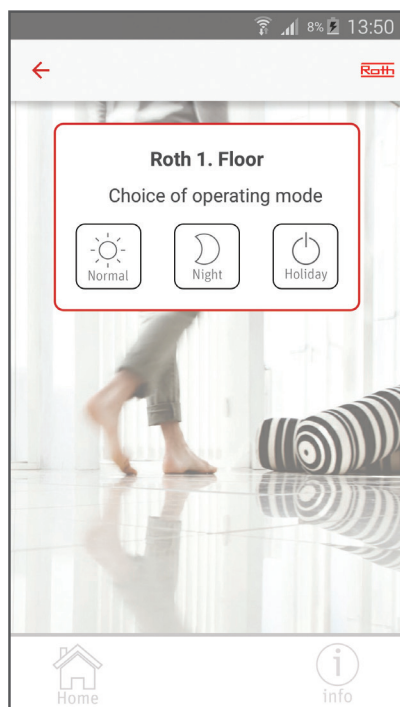 8% 13:50
Roth
Roth 1. Floor
Choice of operating mode
Normal Night Holiday
Home info